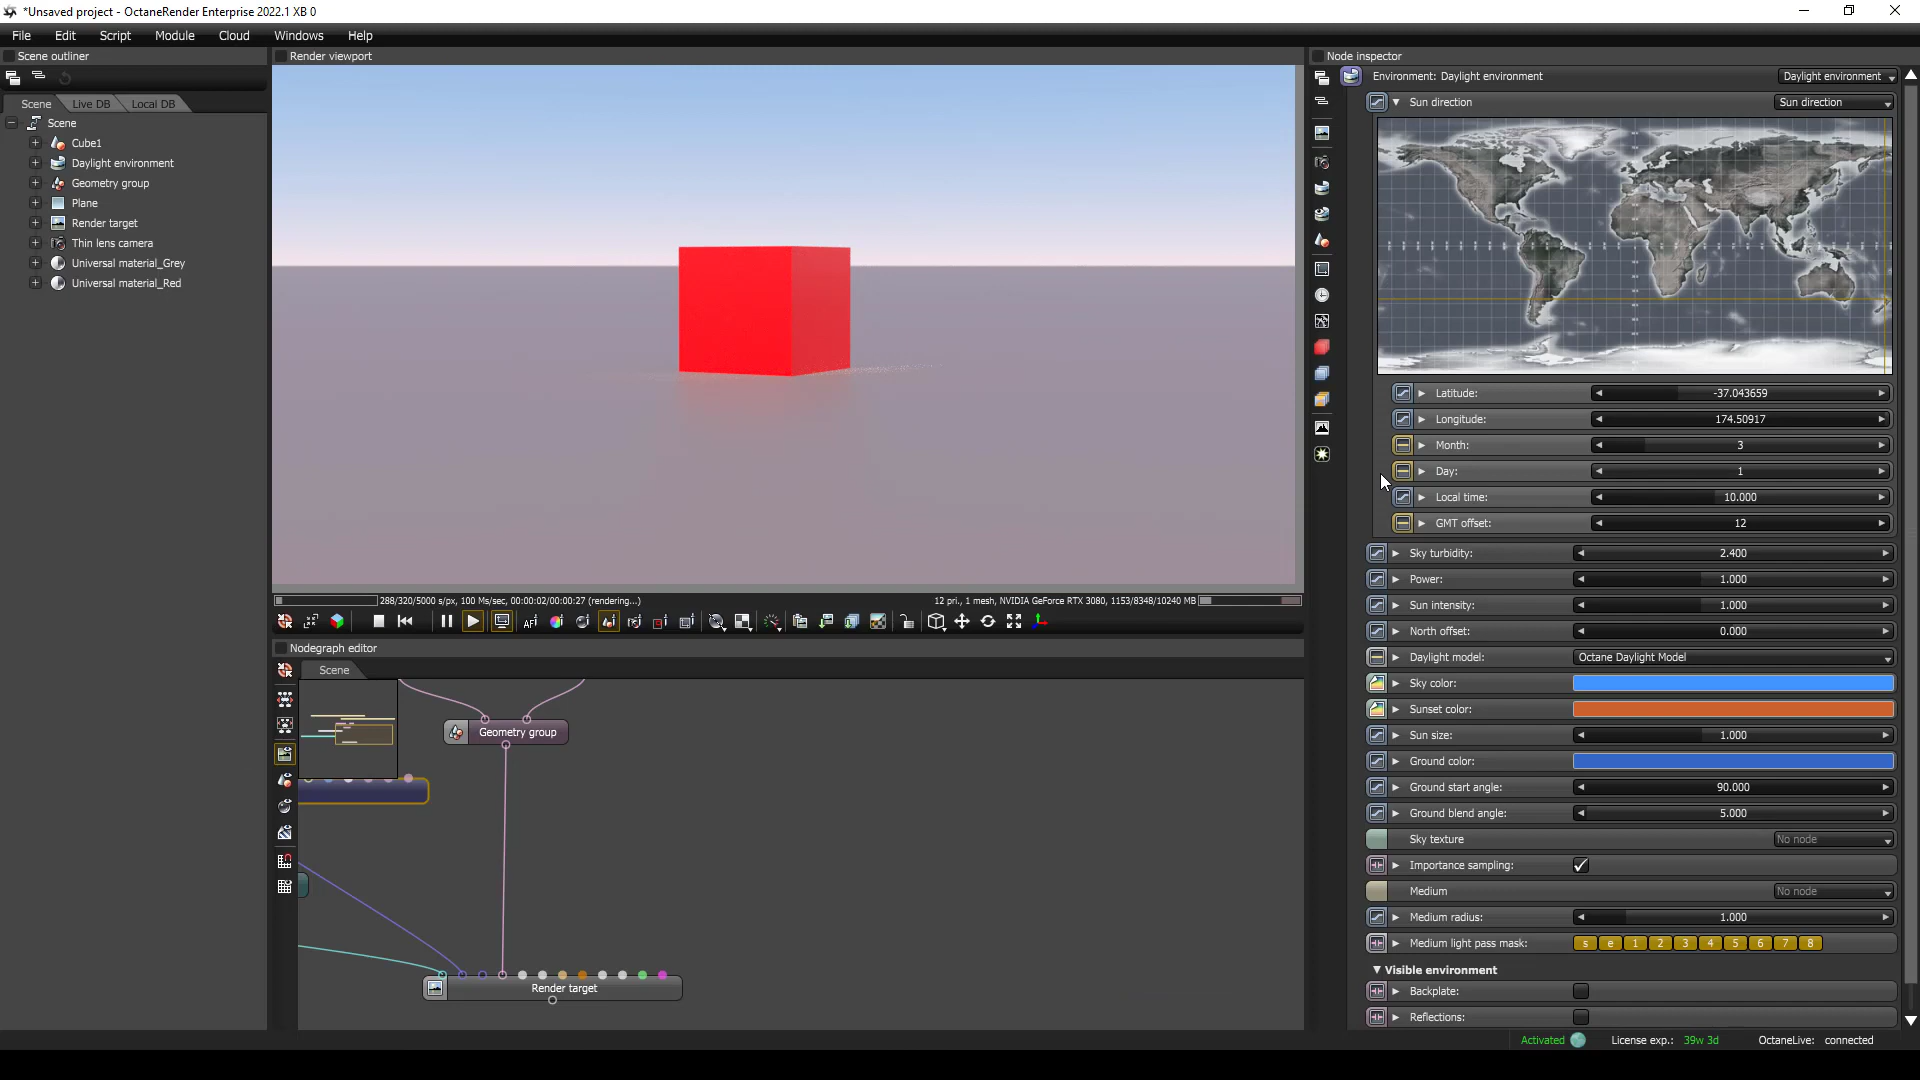 *Unsaved project - OctaneRender Enterprise 2022.1 XB 0
File Edit Script Module Cloud Windows Help
Scene outliner
Scene Live DB Local DB
Scene
Cube1
Daylight environment
Geometry group
Plane
Render target
Thin lens camera
Universal material_Grey
Universal material_Red
Render viewport
288/320/5000 s/px, 100 Ms/sec, 00:00:02/00:00:27 (rendering...)
12 pri., 1 mesh, NVIDIA GeForce RTX 3080, 1153/8348/10240 MB
AF
Nodegraph editor
Scene
Geometry group
Render target
Node inspector
Environment: Daylight environment Daylight environment
Sun direction Sun direction
Latitude: -37.043659
Longitude: 174.50917
Month: 3
Day: 1
Local time: 10.000
GMT offset: 12
Sky turbidity: 2.400
Power: 1.000
Sun intensity: 1.000
North offset: 0.000
Daylight model: Octane Daylight Model
Sky color:
Sunset color:
Sun size: 1.000
Ground color:
Ground start angle: 90.000
Ground blend angle: 5.000
Sky texture No node
Importance sampling:
Medium No node
Medium radius: 1.000
Medium light pass mask: s e 1 2 3 4 5 6 7 8
Visible environment
Backplate:
Reflections:
Activated License exp.: 39w 3d OctaneLive: connected